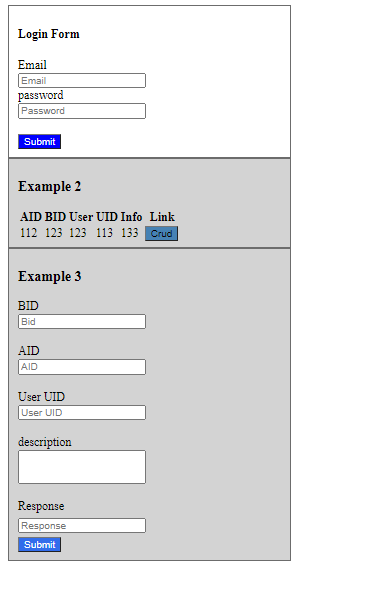 Login Form
Email
Email
password
Password
Submit
Example 2
AID BID User UID Info Link
112 123 123 113 133 Crud
Example 3
BID
Bid
AID
AID
User UID
User UID
description
Response
Response
Submit